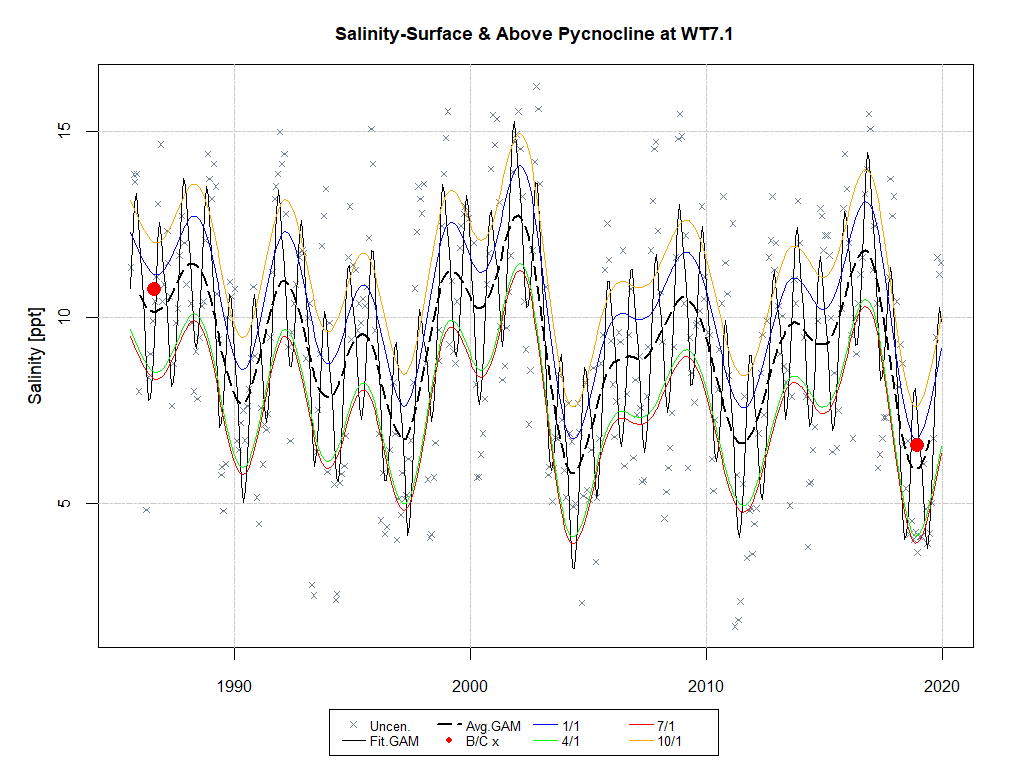 Salinity-Surface & Above Pycnocline at WT7.1
15
10
5
Salinity [ppt]
1990 2000 2010 2020
Uncen. Avg.GAM 1/1 7/1
Fit.GAM B/C x 4/1 10/1